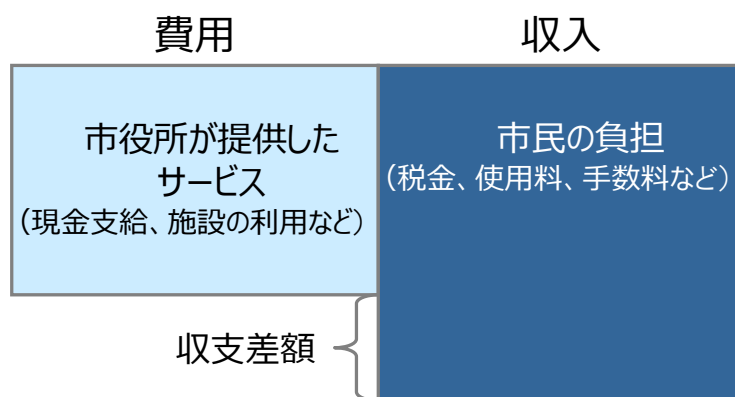 費用
収入
市役所が提供した
サービス
（現金支給、施設の利用など）
市民の負担
（税金、使用料、手数料など）
収支差額